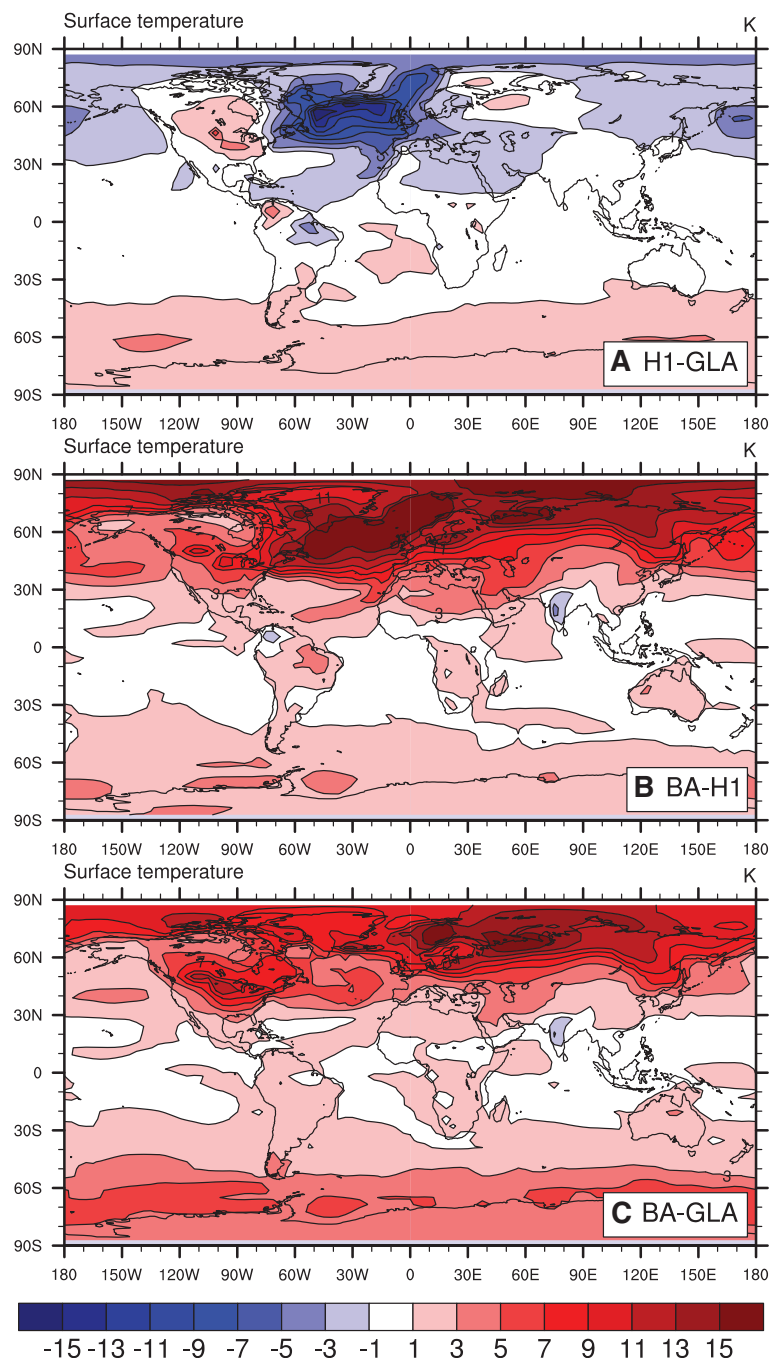 Surface temperature K
90N
60N
30N
0
30S
60S
90S
A H1-GLA
180 150W 120W 90W 60W 30W 0 30E 60E 90E 120E 150E 180
Surface temperature K
90N
60N
30N
0
30S
60S
90S
11
3
3
B BA-H1
180 150W 120W 90W 60W 30W 0 30E 60E 90E 120E 150E 180
Surface temperature K
90N
60N
30N
0
30S
60S
90S
3
C BA-GLA
180 150W 120W 90W 60W 30W 0 30E 60E 90E 120E 150E 180
-15 -13 -11 -9 -7 -5 -3 -1 1 3 5 7 9 11 13 15